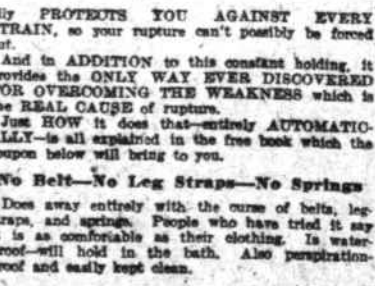 lly PROTECTS YOU AGAINST EVERY
TRAIN, so your rupture can't possibly be forced
ut.
And in ADDITION to this constant holding, it
rovides the ONLY WAY EVER DISCOVERED
OR OVERCOMING THE WEAKNESS which is
he REAL CAUSE of rupture.
Just HOW it does that—entirely AUTOMATIC-
LLY—is all explained in the free book which the
oupon below will bring to you.
No Belt—No Leg Straps—No Springs
Does away entirely with the curse of belts, leg-
raps, and springs. People who have tried it say
t is as comfortable as their clothing. Is water-
roof—will hold in the bath. Also perspiration-
roof and easily kept clean.